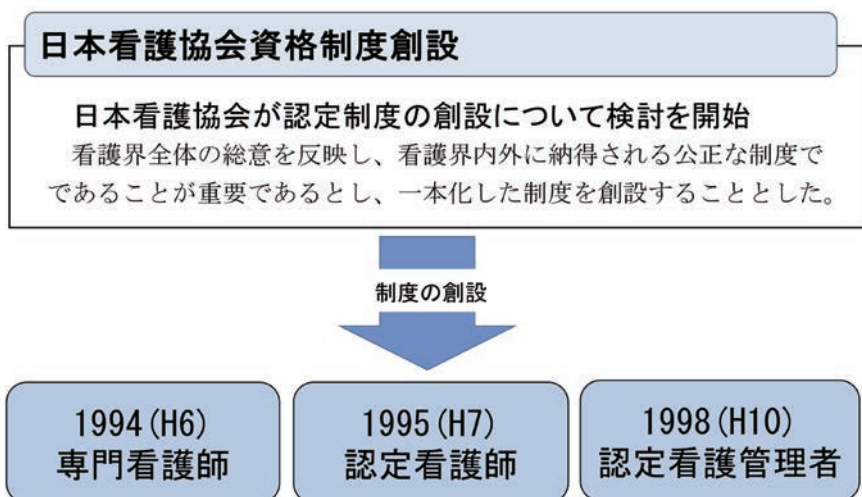 日本看護協会資格制度創設
日本看護協会が認定制度の創設について検討を開始
看護界全体の総意を反映し、看護界内外に納得される公正な制度で
であることが重要であるとし、一本化した制度を創設することとした。
制度の創設
1994(H6)
専門看護師
1995(H7)
認定看護師
1998(H10)
認定看護管理者